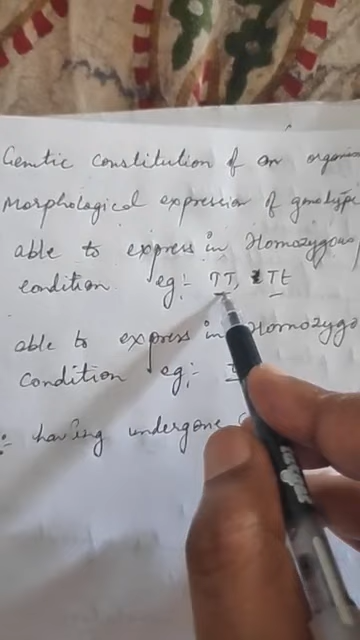 Genetic constitution of an organis
Morphological expression of genotype
able to express in Homozygous
condition eg:- TT, Tt
able to express in Homozygo
condition eg:-
:- having undergone